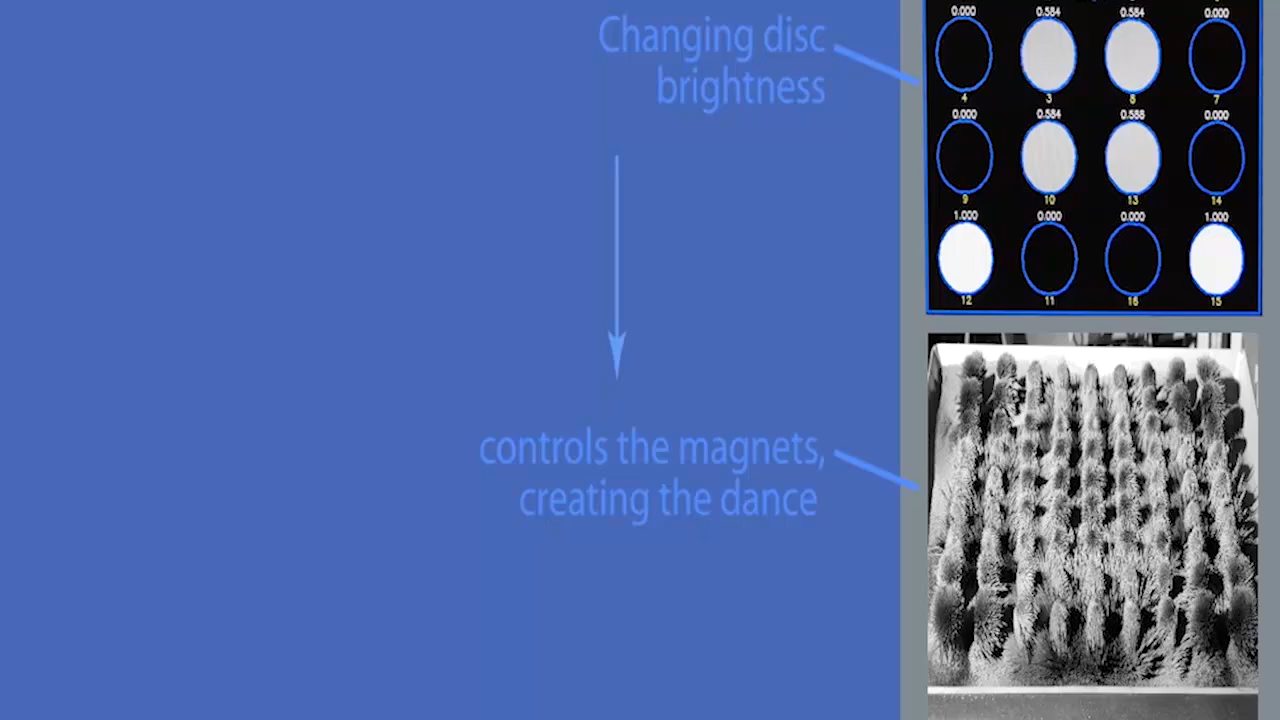 0.000 0.584 0.584 0.000
Changing disc
brightness
4 3 8 7
0.000 0.584 0.588 0.000
9 10 13 14
1.000 0.000 0.000 1.000
12 11 16 15
controls the magnets,
creating the dance